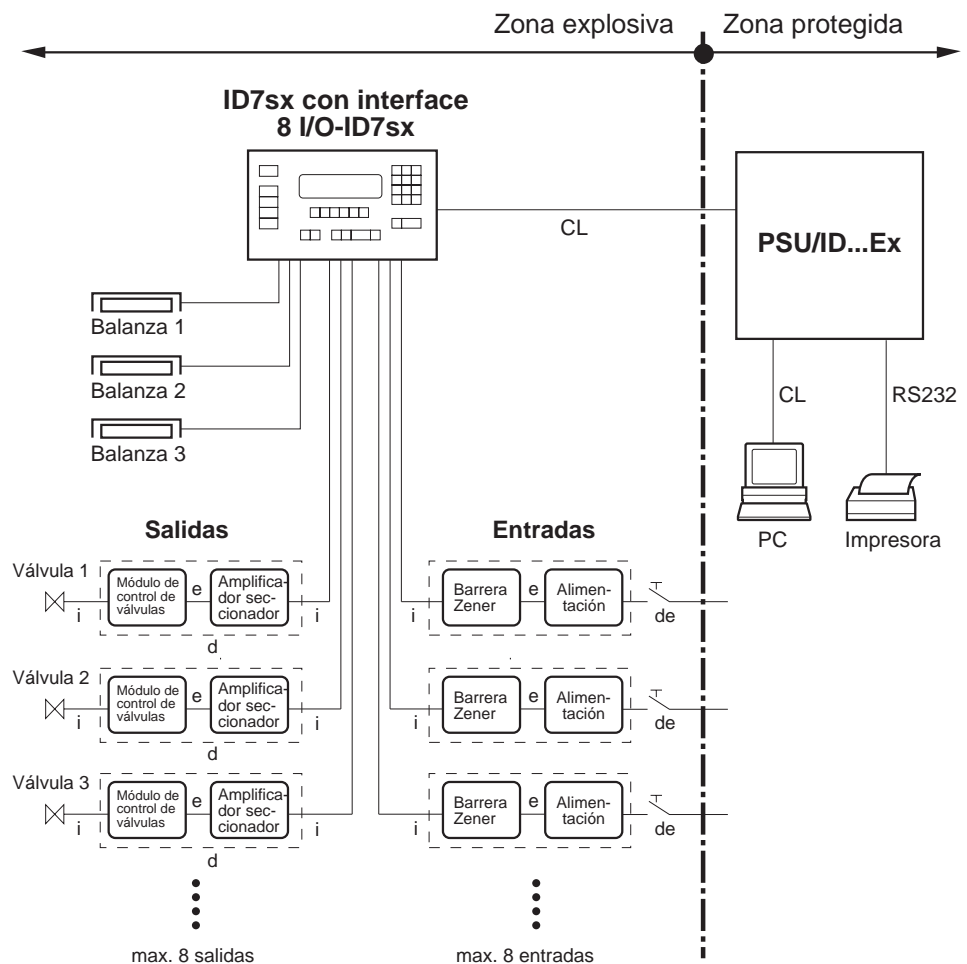 Zona explosiva
Zona protegida
ID7sx con interface
8 I/O-ID7sx
CL
PSU/ID...Ex
Balanza 1
Balanza 2
Balanza 3
CL
RS232
PC
Impresora
Salidas
Entradas
Válvula 1
i
Módulo de
control de
válvulas
e
Amplifica-
dor sec-
cionador
i
d
i
Barrera
Zener
e
Alimen-
tación
de
Válvula 2
i
Módulo de
control de
válvulas
e
Amplifica-
dor sec-
cionador
i
d
i
Barrera
Zener
e
Alimen-
tación
de
Válvula 3
i
Módulo de
control de
válvulas
e
Amplifica-
dor sec-
cionador
i
d
i
Barrera
Zener
e
Alimen-
tación
de
max. 8 salidas
max. 8 entradas